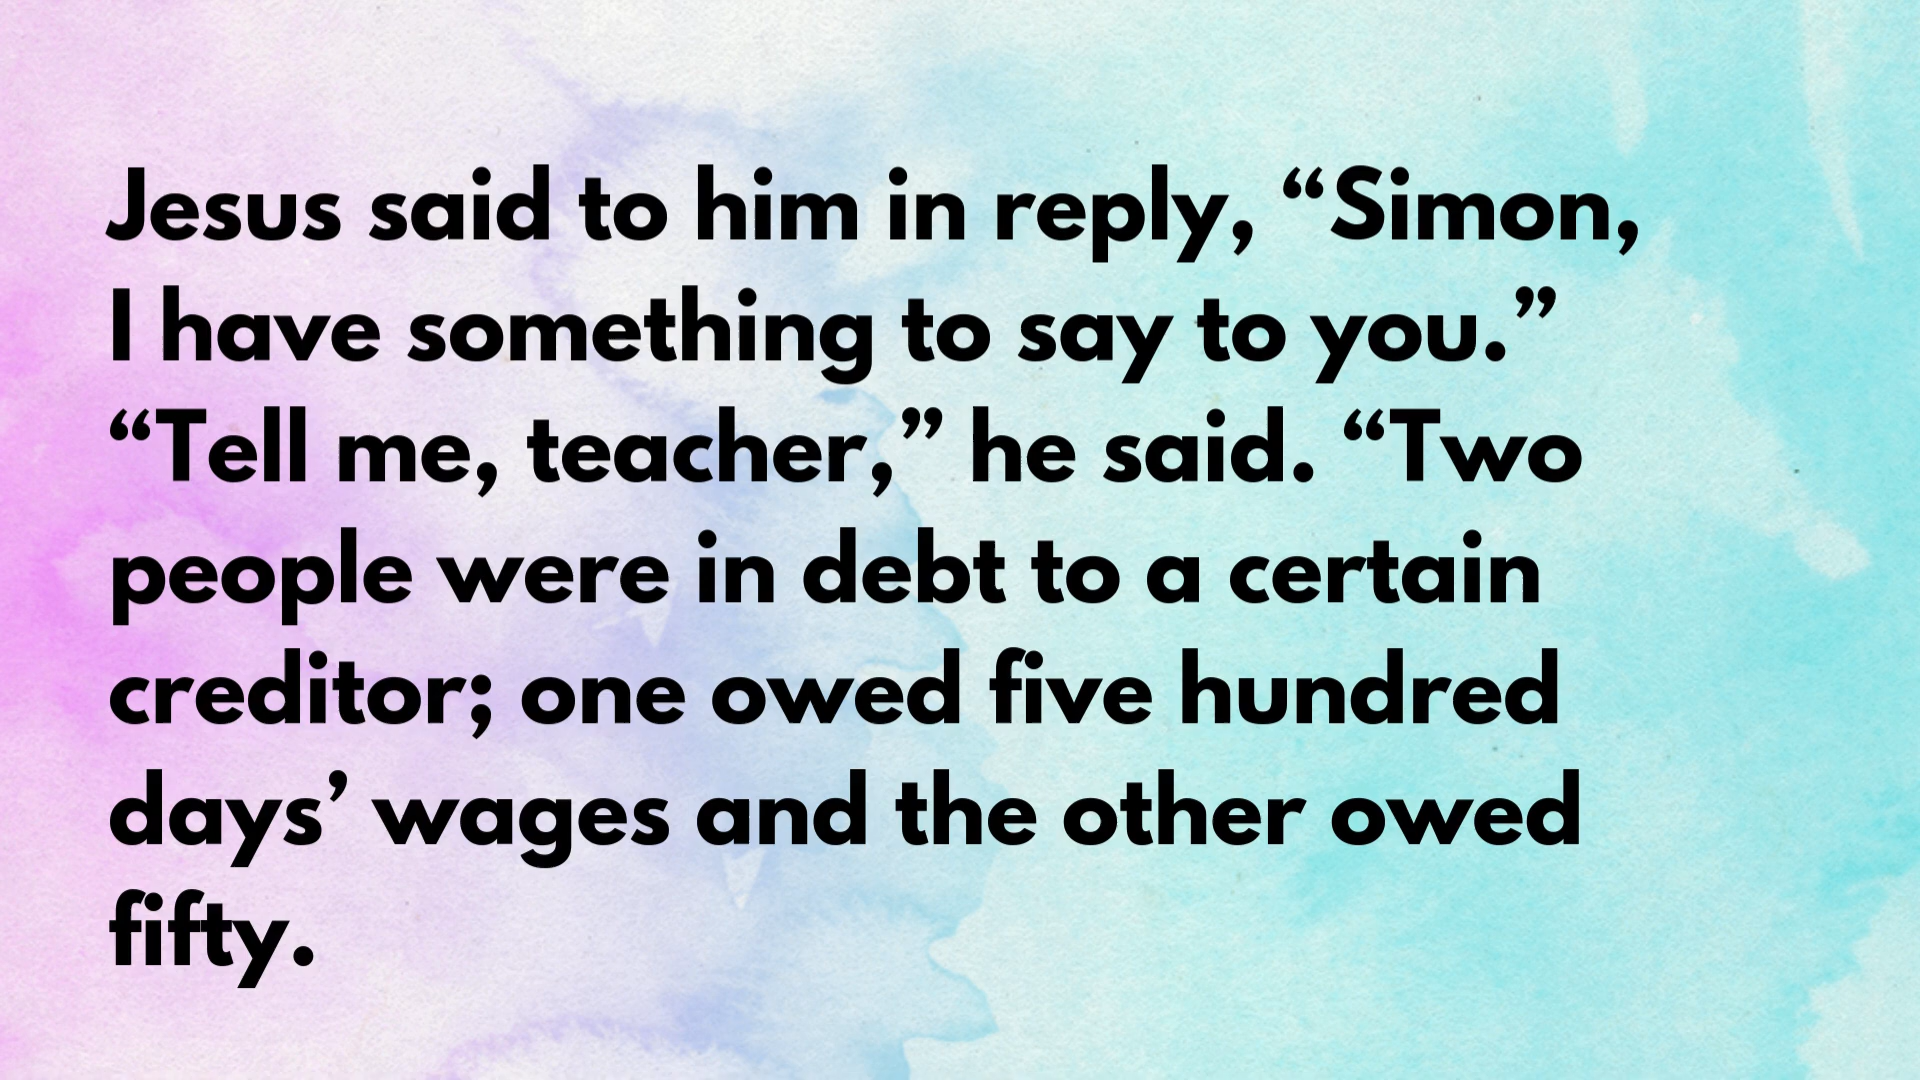 Jesus said to him in reply, “Simon,
I have something to say to you.”
“Tell me, teacher,” he said. “Two
people were in debt to a certain
creditor; one owed five hundred
days’ wages and the other owed
fifty.